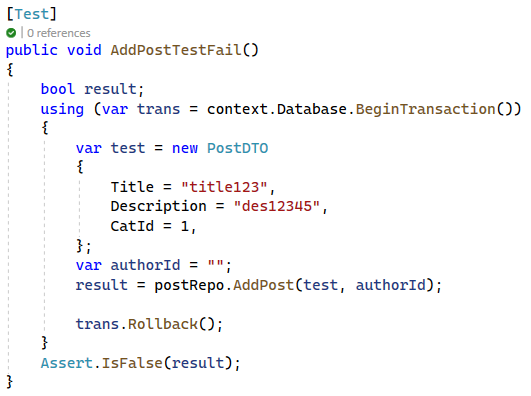 [Test]
| 0 references
public void AddPostTestFail()
{
    bool result;
    using (var trans = context.Database.BeginTransaction())
    {
        var test = new PostDTO
        {
            Title = "title123",
            Description = "des12345",
            CatId = 1,
        };
        var authorId = "";
        result = postRepo.AddPost(test, authorId);

        trans.Rollback();
    }
    Assert.IsFalse(result);
}